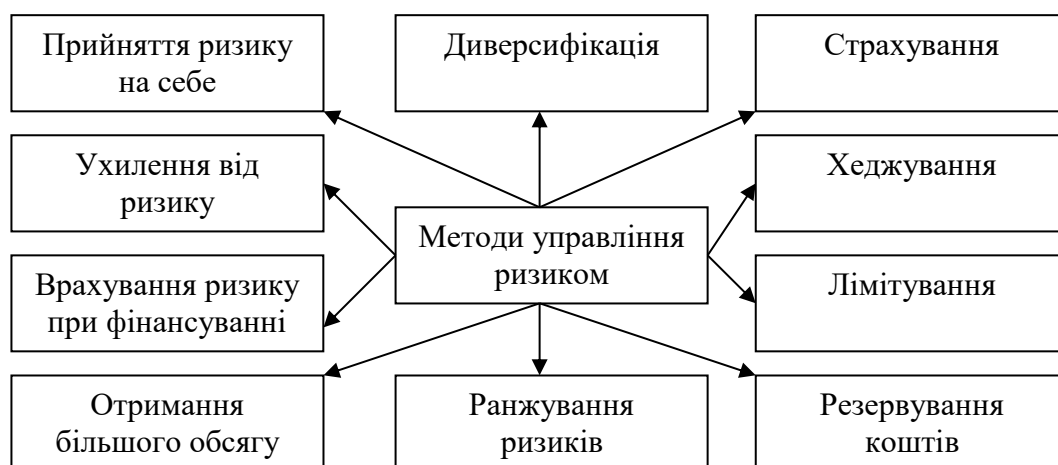 Прийняття ризику
на себе
Диверсифікація
Страхування
Ухилення від
ризику
Хеджування
Методи управління
ризиком
Врахування ризику
при фінансуванні
Лімітування
Отримання
більшого обсягу
Ранжування
ризиків
Резервування
коштів